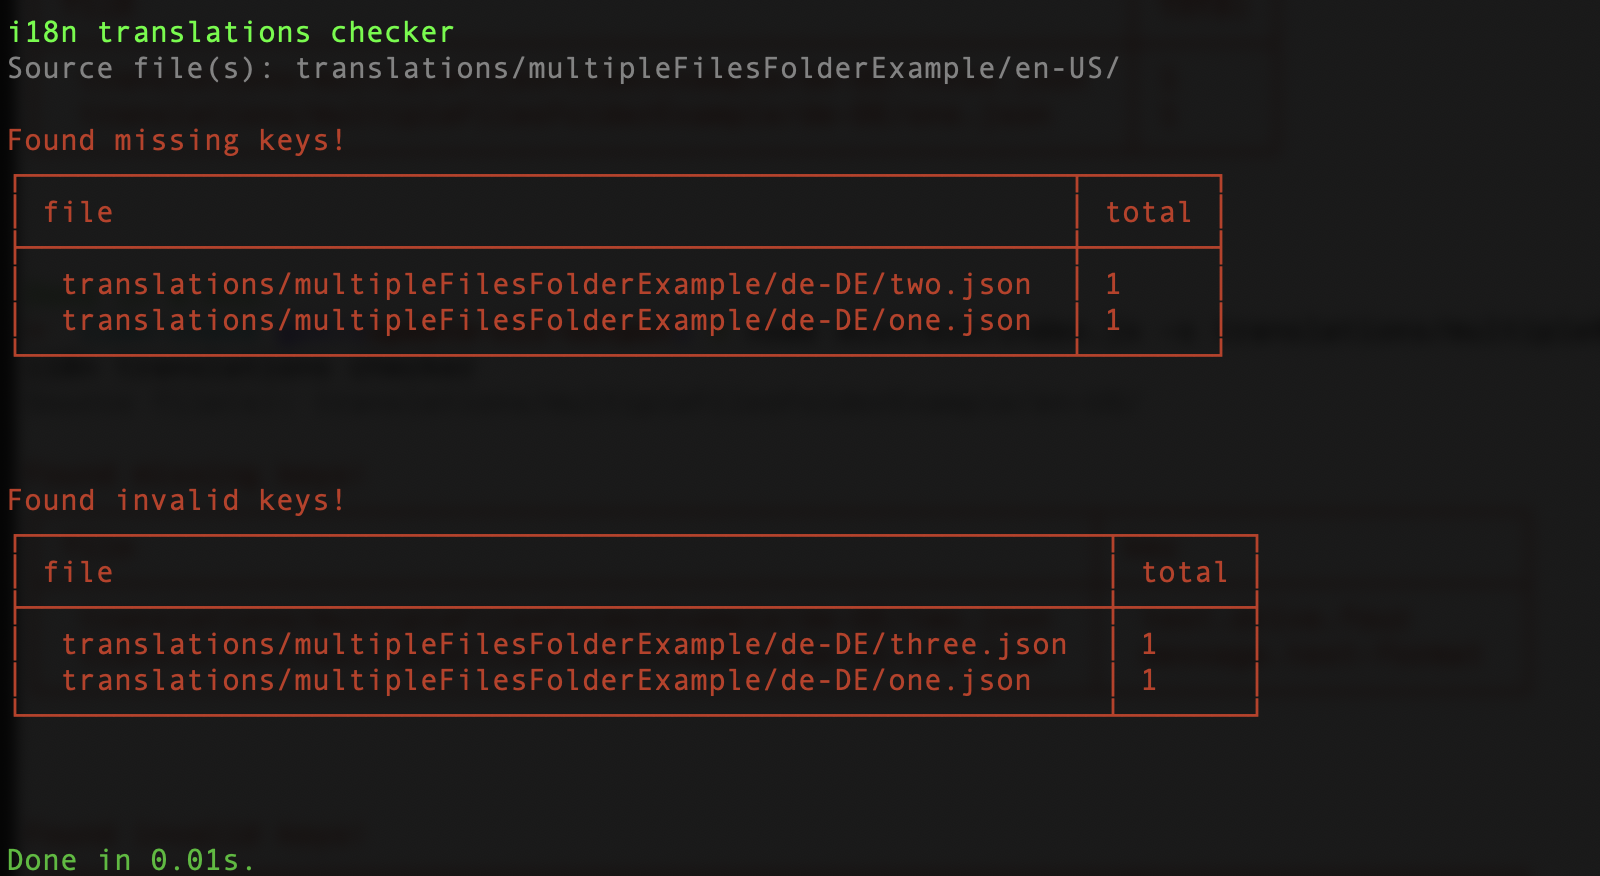 i18n translations checker
Source file(s): translations/multipleFilesFolderExample/en-US/
Found missing keys!
file total
translations/multipleFilesFolderExample/de-DE/two.json 1
translations/multipleFilesFolderExample/de-DE/one.json 1
Found invalid keys!
file total
translations/multipleFilesFolderExample/de-DE/three.json 1
translations/multipleFilesFolderExample/de-DE/one.json 1
Done in 0.01s.